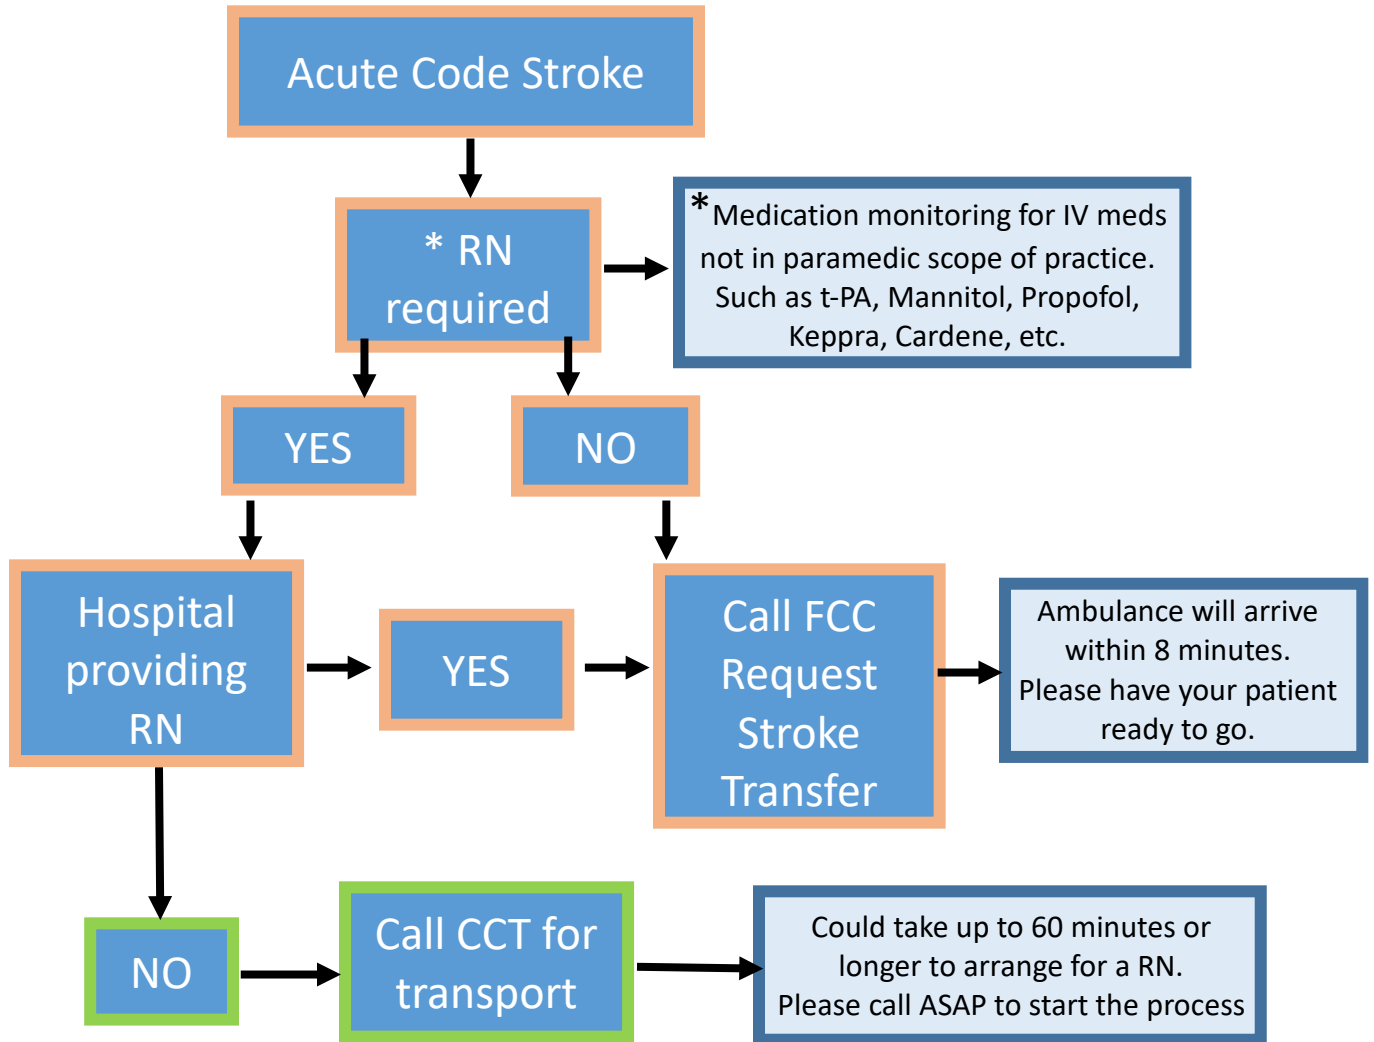 Acute Code Stroke
* RN
required
*Medication monitoring for IV meds
not in paramedic scope of practice.
Such as t-PA, Mannitol, Propofol,
Keppra, Cardene, etc.
YES
NO
Hospital
providing
RN
YES
Call FCC
Request
Stroke
Transfer
Ambulance will arrive
within 8 minutes.
Please have your patient
ready to go.
NO
Call CCT for
transport
Could take up to 60 minutes or
longer to arrange for a RN.
Please call ASAP to start the process